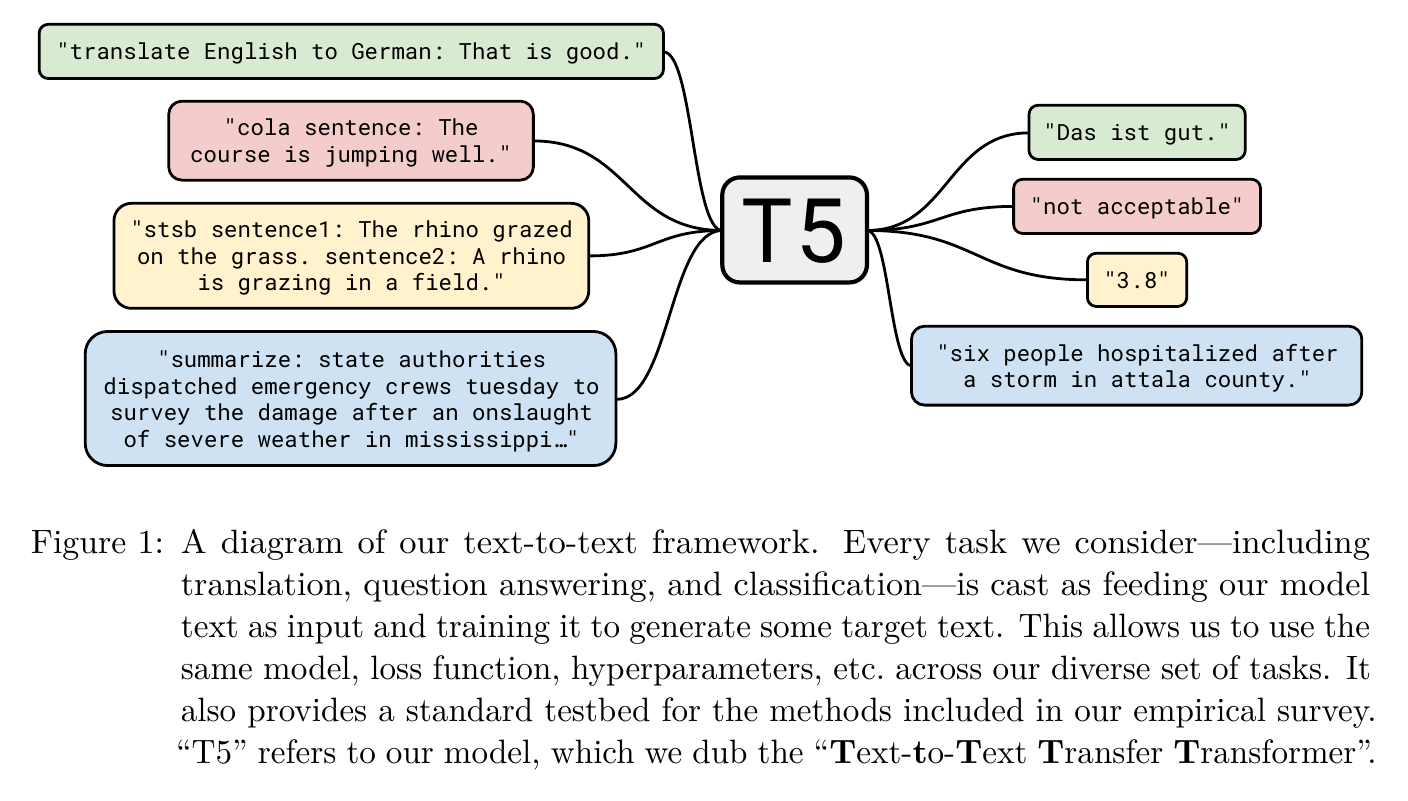 "translate English to German: That is good."
"cola sentence: The
course is jumping well."
"stsb sentence1: The rhino grazed
on the grass. sentence2: A rhino
is grazing in a field."
"summarize: state authorities
dispatched emergency crews tuesday to
survey the damage after an onslaught
of severe weather in mississippi…"
T5
"Das ist gut."
"not acceptable"
"3.8"
"six people hospitalized after
a storm in attala county."
Figure 1: A diagram of our text-to-text framework. Every task we consider—including
translation, question answering, and classification—is cast as feeding our model
text as input and training it to generate some target text. This allows us to use the
same model, loss function, hyperparameters, etc. across our diverse set of tasks. It
also provides a standard testbed for the methods included in our empirical survey.
“T5” refers to our model, which we dub the “Text-to-Text Transfer Transformer”.